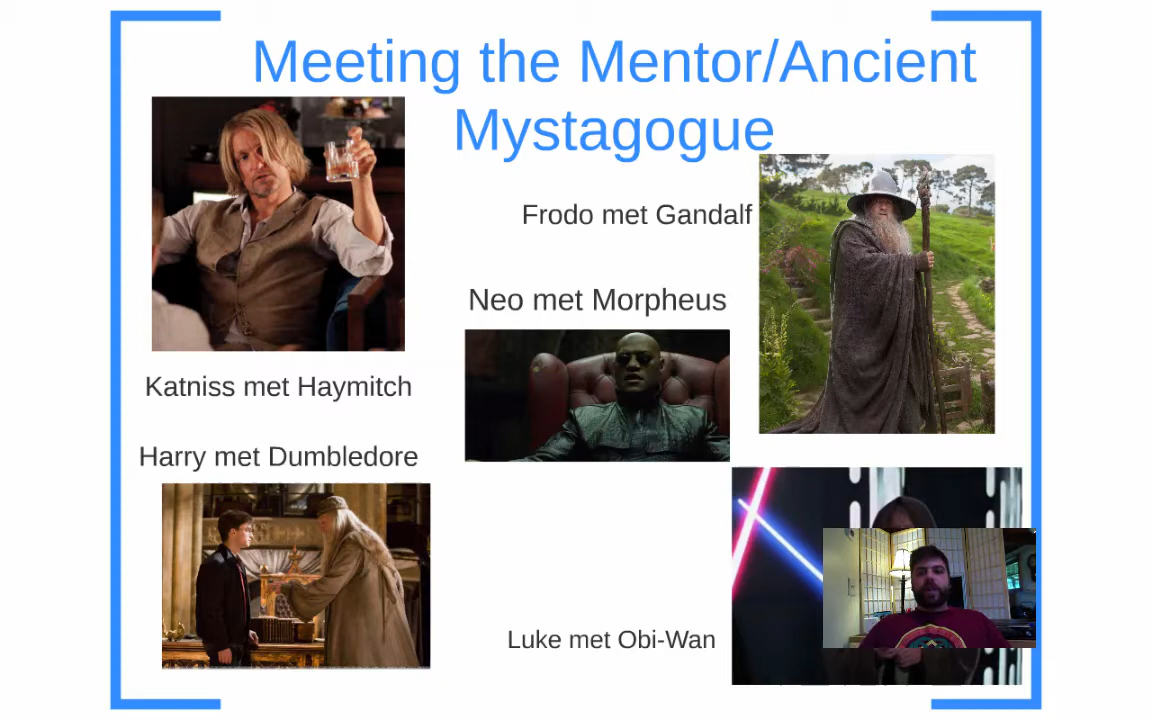 Meeting the Mentor/Ancient
Mystagogue
Frodo met Gandalf
Neo met Morpheus
Katniss met Haymitch
Harry met Dumbledore
Luke met Obi-Wan